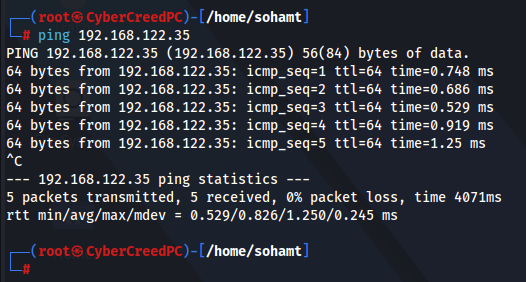 ┌──(root㉿CyberCreedPC)-[/home/sohamt]
└─# ping 192.168.122.35
PING 192.168.122.35 (192.168.122.35) 56(84) bytes of data.
64 bytes from 192.168.122.35: icmp_seq=1 ttl=64 time=0.748 ms
64 bytes from 192.168.122.35: icmp_seq=2 ttl=64 time=0.686 ms
64 bytes from 192.168.122.35: icmp_seq=3 ttl=64 time=0.529 ms
64 bytes from 192.168.122.35: icmp_seq=4 ttl=64 time=0.919 ms
64 bytes from 192.168.122.35: icmp_seq=5 ttl=64 time=1.25 ms
^C
--- 192.168.122.35 ping statistics ---
5 packets transmitted, 5 received, 0% packet loss, time 4071ms
rtt min/avg/max/mdev = 0.529/0.826/1.250/0.245 ms
┌──(root㉿CyberCreedPC)-[/home/sohamt]
└─#